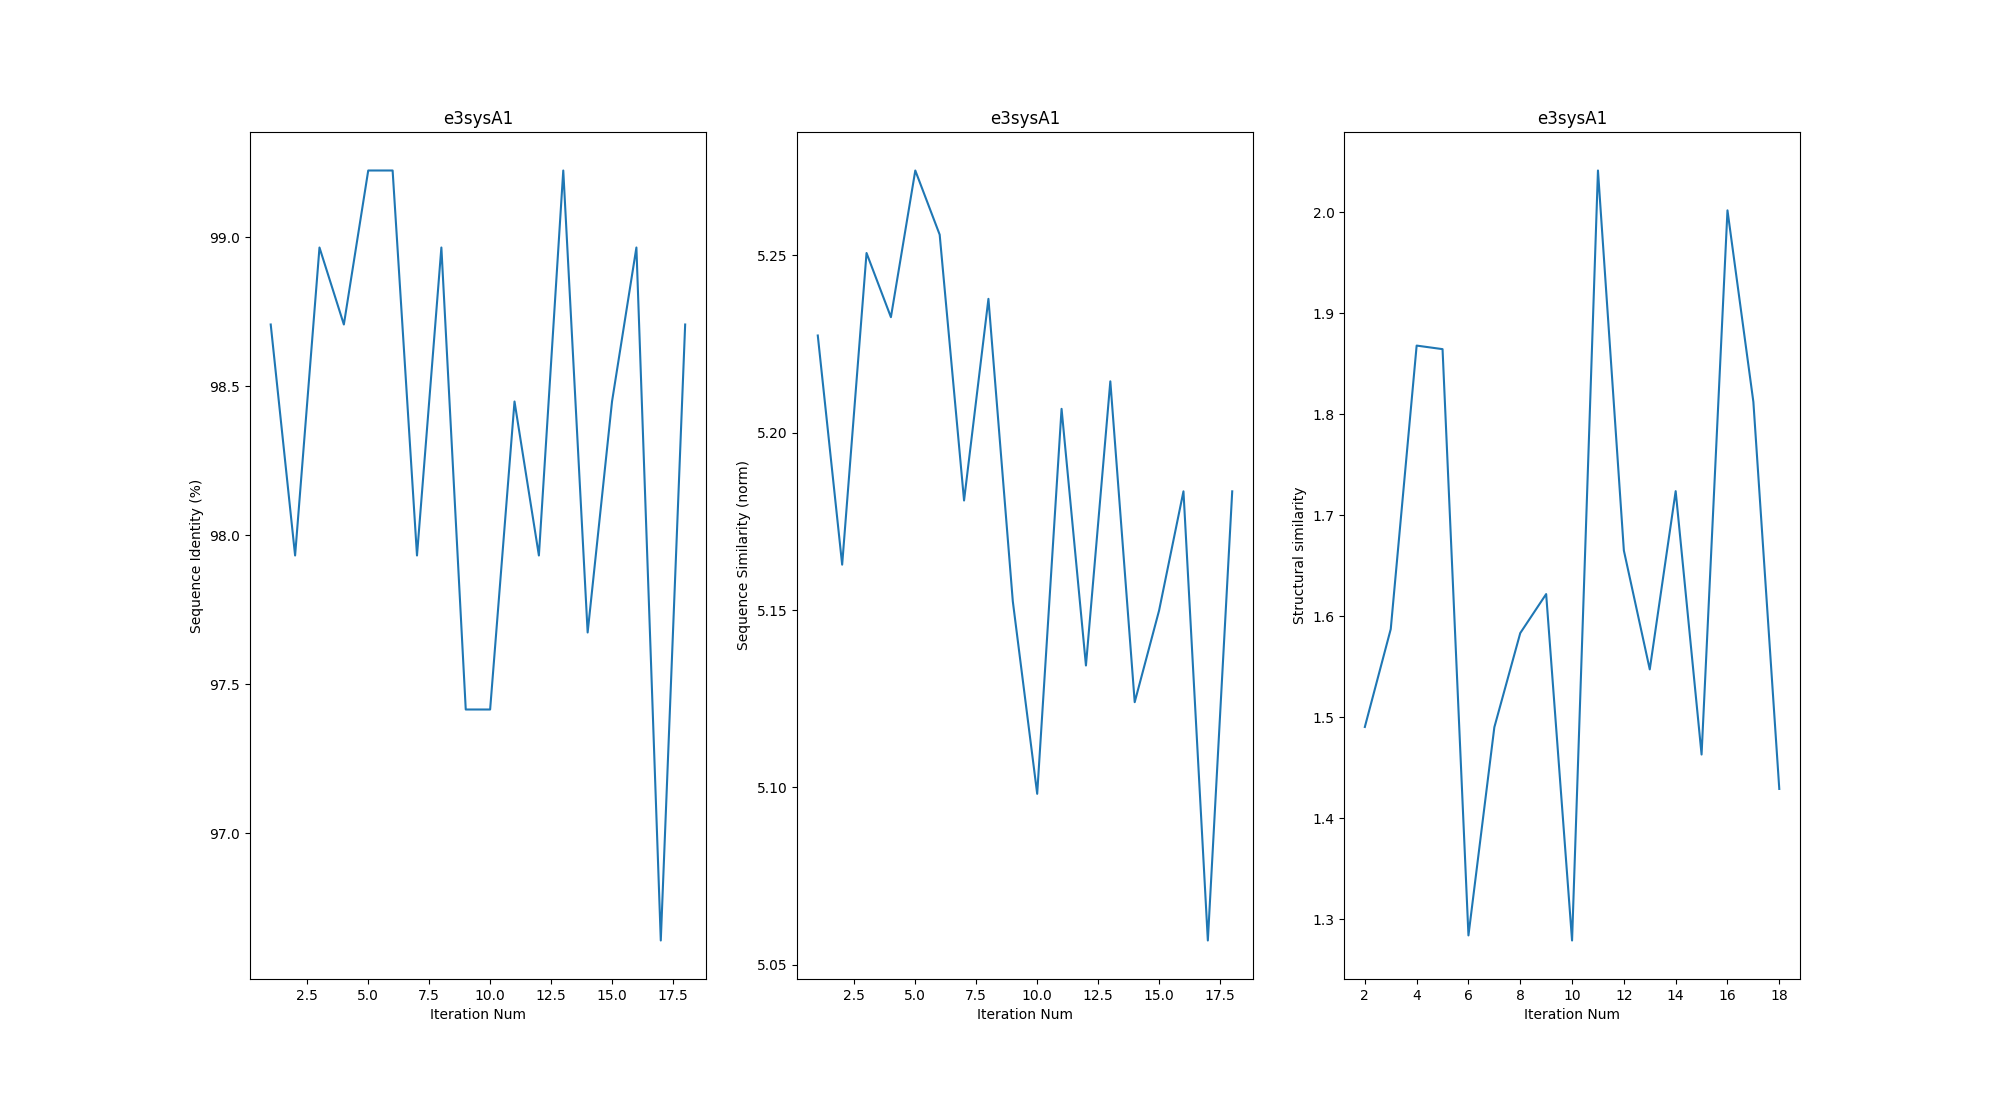 e3sysA1
99.0
98.5
98.0
97.5
97.0
Sequence Identity (%)
2.5 5.0 7.5 10.0 12.5 15.0 17.5
Iteration Num
e3sysA1
5.25
5.20
5.15
5.10
5.05
Sequence Similarity (norm)
2.5 5.0 7.5 10.0 12.5 15.0 17.5
Iteration Num
e3sysA1
2.0
1.9
1.8
1.7
1.6
1.5
1.4
1.3
Structural similarity
2 4 6 8 10 12 14 16 18
Iteration Num